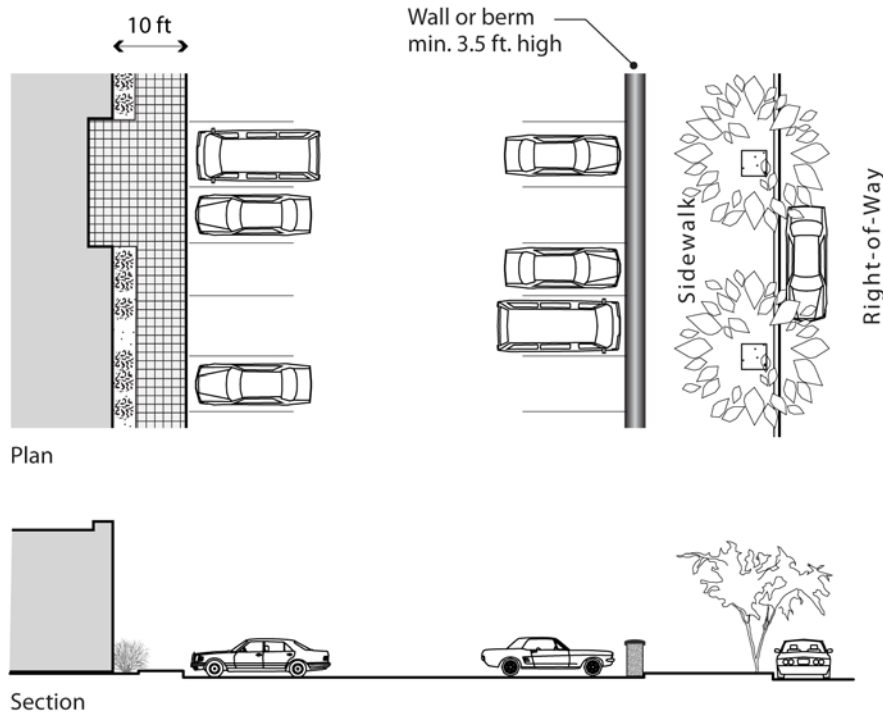 10 ft
Wall or berm
min. 3.5 ft. high
Sidewalk
Right-of-Way
Plan
Section